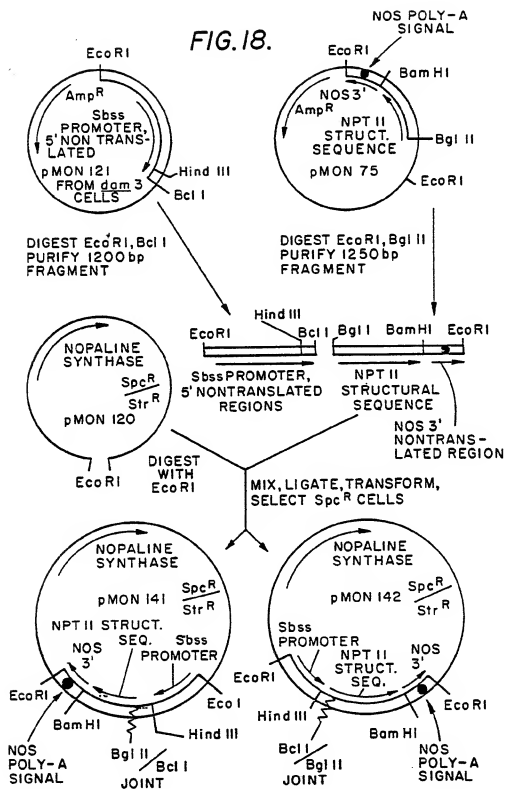 FIG.18.
EcoRI
AmpR
Sbss
PROMOTER,
5' NON TRANS-
LATED
pMON 121
FROM dam 3
CELLS
Hind III
Bcl I
NOS POLY-A
SIGNAL
EcoRI
BamHI
NOS 3'
AmpR
NPT II
STRUCT.
SEQUENCE
Bgl II
pMON 75
EcoRI
DIGEST EcoRI, Bcl I
PURIFY 1200bp
FRAGMENT
DIGEST EcoRI, Bgl II
PURIFY 1250bp
FRAGMENT
Hind III
EcoRI
Bcl I
Bgl I
BamHI
EcoRI
Sbss PROMOTER,
5' NONTRANSLATED
REGIONS
NPT II
STRUCTURAL
SEQUENCE
NOS 3'
NONTRANS-
LATED REGION
NOPALINE
SYNTHASE
SpcR
StrR
pMON 120
EcoRI
DIGEST
WITH
EcoRI
MIX, LIGATE, TRANSFORM,
SELECT SpcR CELLS
NOPALINE
SYNTHASE
SpcR
StrR
pMON 141
NPT II STRUCT.
SEQ.
NOS
3'
Sbss
PROMOTER
EcoRI
BamHI
Eco I
Hind III
Bgl II
Bcl I
JOINT
NOS
POLY-A
SIGNAL
NOPALINE
SYNTHASE
SpcR
StrR
pMON 142
Sbss
PROMOTER
NPT II
STRUCT.
SEQ.
NOS
3'
EcoRI
Hind III
EcoRI
BamHI
Bcl I
Bgl II
JOINT
NOS
POLY-A
SIGNAL